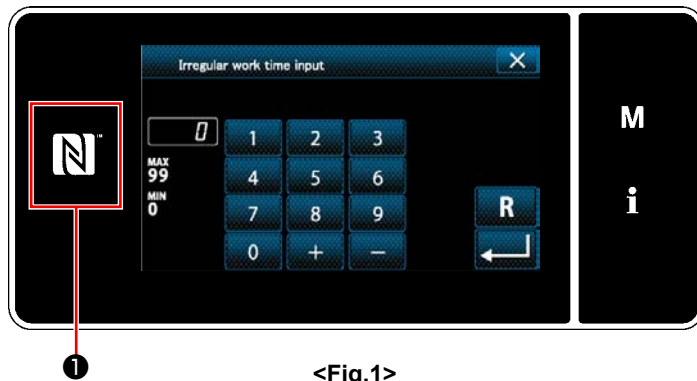 Irregular work time input X
0 1 2 3
MAX
99 4 5 6
MIN
0 7 8 9 R
0 + −
N™
M
i
❶
<Fig.1>